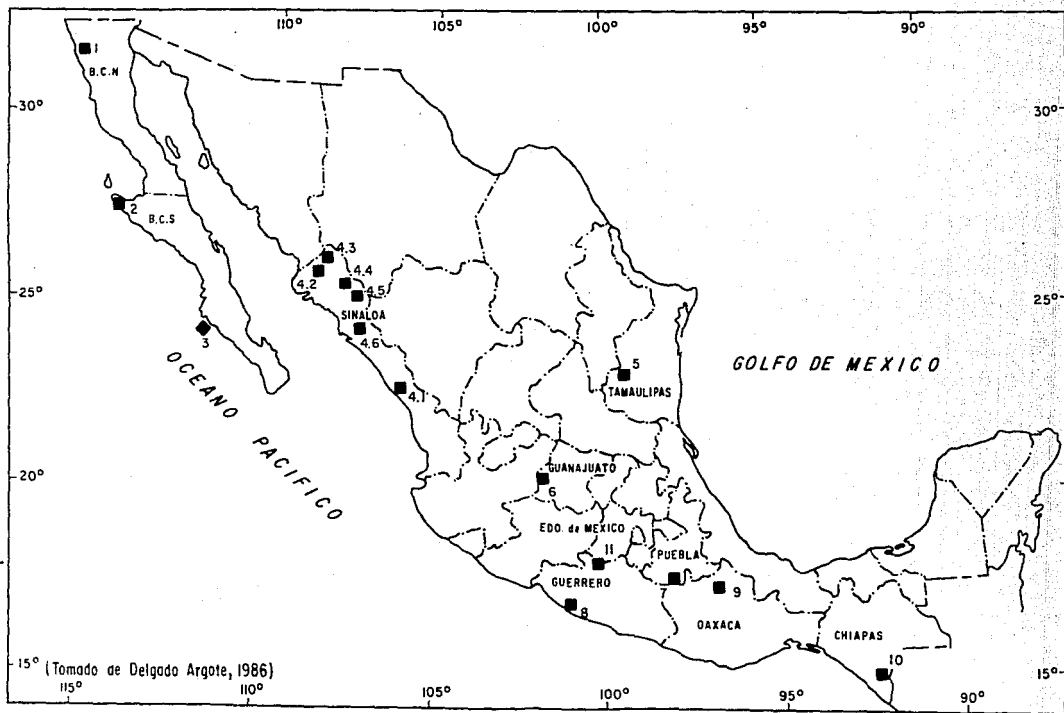 110° 105° 100° 95° 90°
1
B.C.N
30° 30°
2
B.C.S
4.3
4.2
4.4
4.5
25° 25°
SINALOA
3
4.6
5
GOLFO DE MEXICO
TAMAULIPAS
4.1
OCEANO PACIFICO
20° 20°
GUANAJUATO
6
EDO. de MEXICO
11
PUEBLA
GUERRERO
7
9
8
OAXACA
CHIAPAS
10
15° 15°
(Tomado de Delgado Argote, 1986)
115° 110° 105° 100° 95° 90°